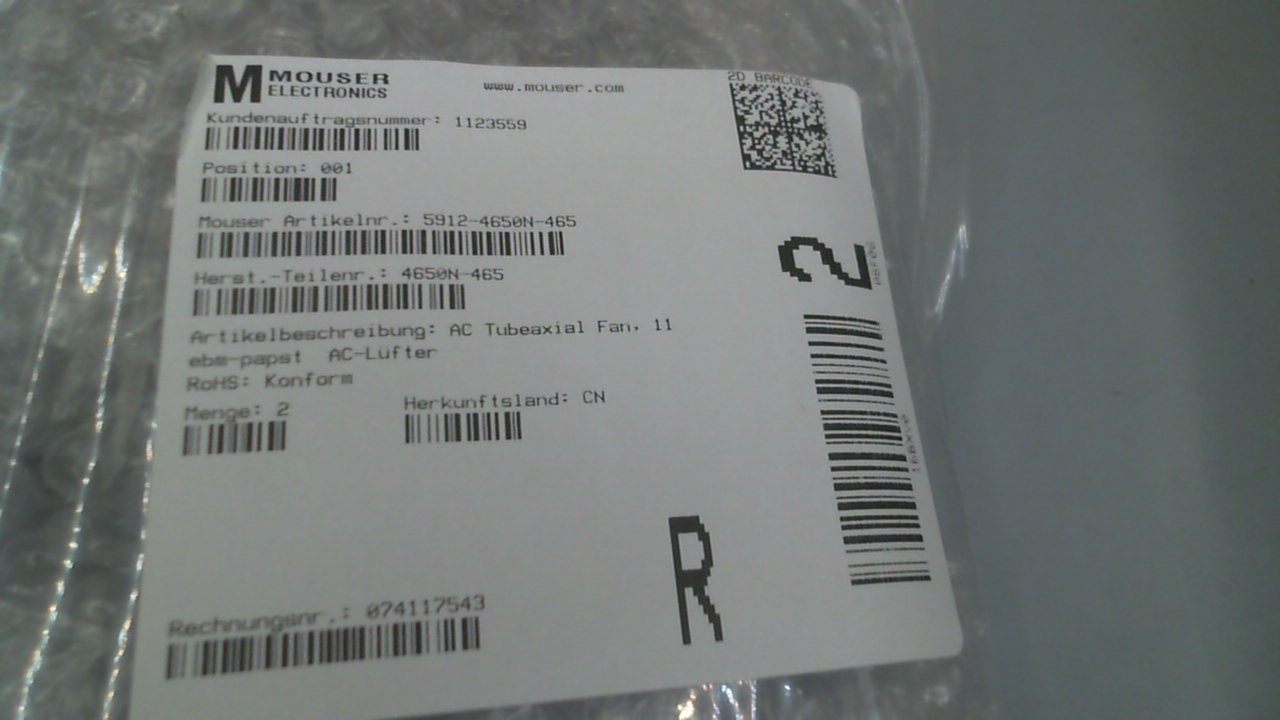 MOUSER
ELECTRONICS
www.mouser.com
2D BARCODE
Kundenauftragsnummer: 1123559
Position: 001
Mouser Artikelnr.: 5912-4650N-465
Herst.-Teilenr.: 4650N-465
Artikelbeschreibung: AC Tubeaxial Fan, 11
ebm-papst AC-Lüfter
RoHS: Konform
Menge: 2
Herkunftsland: CN
Rechnungsnr.: 074117543
2
R